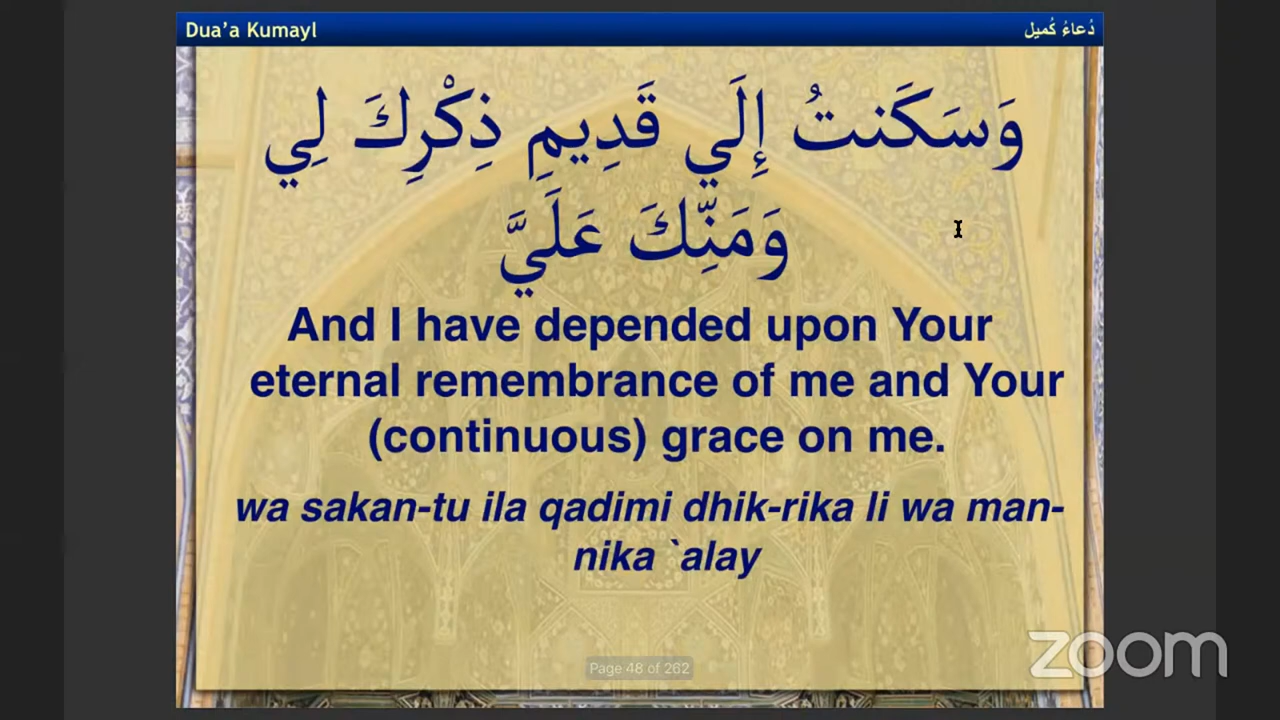 Dua'a Kumayl
دُعاءُ كُميل
وَسَكَنتُ إِلَي قَدِيمِ ذِكْرِكَ لِي
وَمَنِّكَ عَلَيَّ
And I have depended upon Your
eternal remembrance of me and Your
(continuous) grace on me.
wa sakan-tu ila qadimi dhik-rika li wa man-
nika `alay
Page 48 of 262
zoom